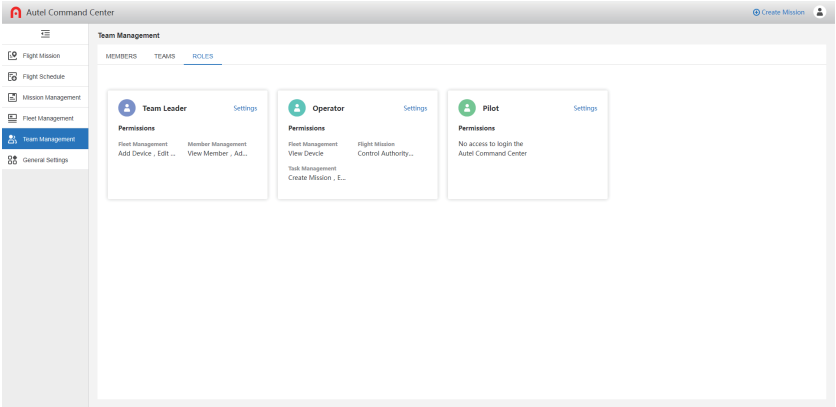 Autel Command Center
Create Mission
Team Management
Flight Mission
Flight Schedule
Mission Management
Fleet Management
Team Management
General Settings
MEMBERS TEAMS ROLES
Team Leader Settings
Permissions
Fleet Management Member Management
Add Device , Edit ... View Member , Ad...
Operator Settings
Permissions
Fleet Management Flight Mission
View Devcie Control Authority...
Task Management
Create Mission , E...
Pilot Settings
Permissions
No access to login the
Autel Command Center